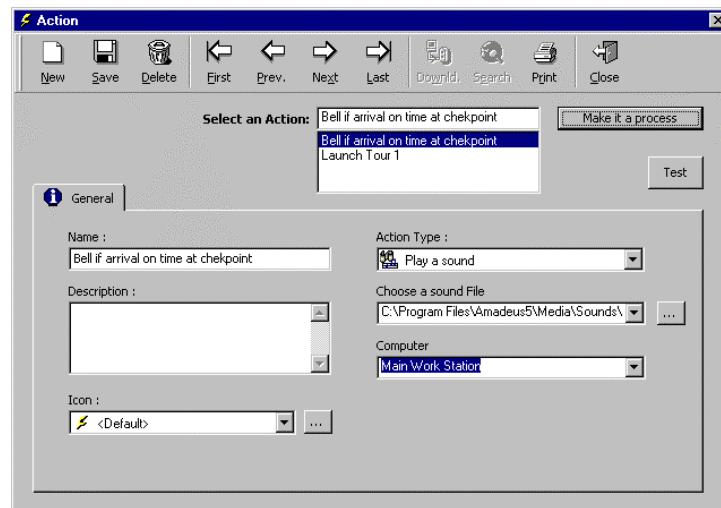 Action
New Save Delete First Prev. Next Last Downld. Search Print Close
Select an Action: Bell if arrival on time at chekpoint Make it a process
Bell if arrival on time at chekpoint
Launch Tour 1
Test
General
Name : Action Type :
Bell if arrival on time at chekpoint Play a sound
Description : Choose a sound File
C:\Program Files\Amadeus5\Media\Sounds\ ...
Computer
Main Work Station
Icon :
<Default> ...